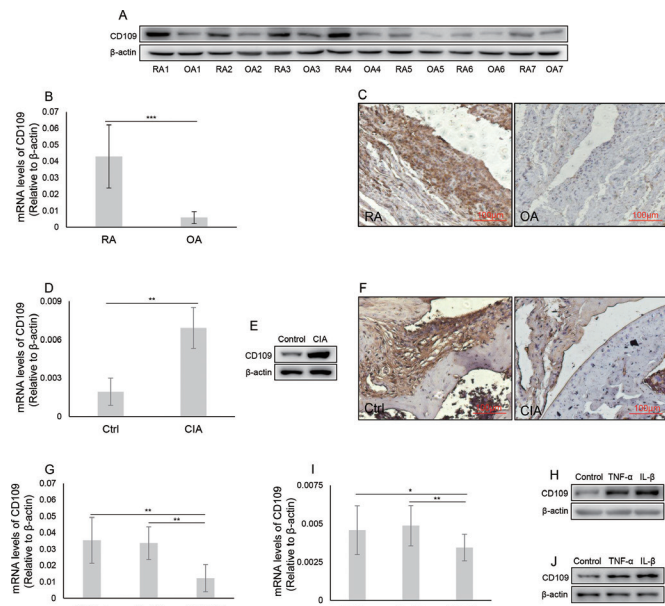 A
CD109
β-actin
RA1 OA1 RA2 OA2 RA3 OA3 RA4 OA4 RA5 OA5 RA6 OA6 RA7 OA7
B
mRNA levels of CD109
(Relative to β-actin)
0.07
0.06
0.05
0.04
0.03
0.02
0.01
0
***
RA OA
C
RA
100μm
OA
100μm
D
mRNA levels of CD109
(Relative to β-actin)
0.009
0.006
0.003
0
**
Ctrl CIA
E
Control CIA
CD109
β-actin
F
Ctrl
CIA
100μm
G
mRNA levels of CD109
(Relative to β-actin)
0.06
0.05
0.04
0.03
0.02
0.01
0
**
**
I
mRNA levels of CD109
(Relative to β-actin)
0.0075
0.005
0.0025
0
*
**
H
Control TNF-α IL-β
CD109
β-actin
J
Control TNF-α IL-β
CD109
β-actin